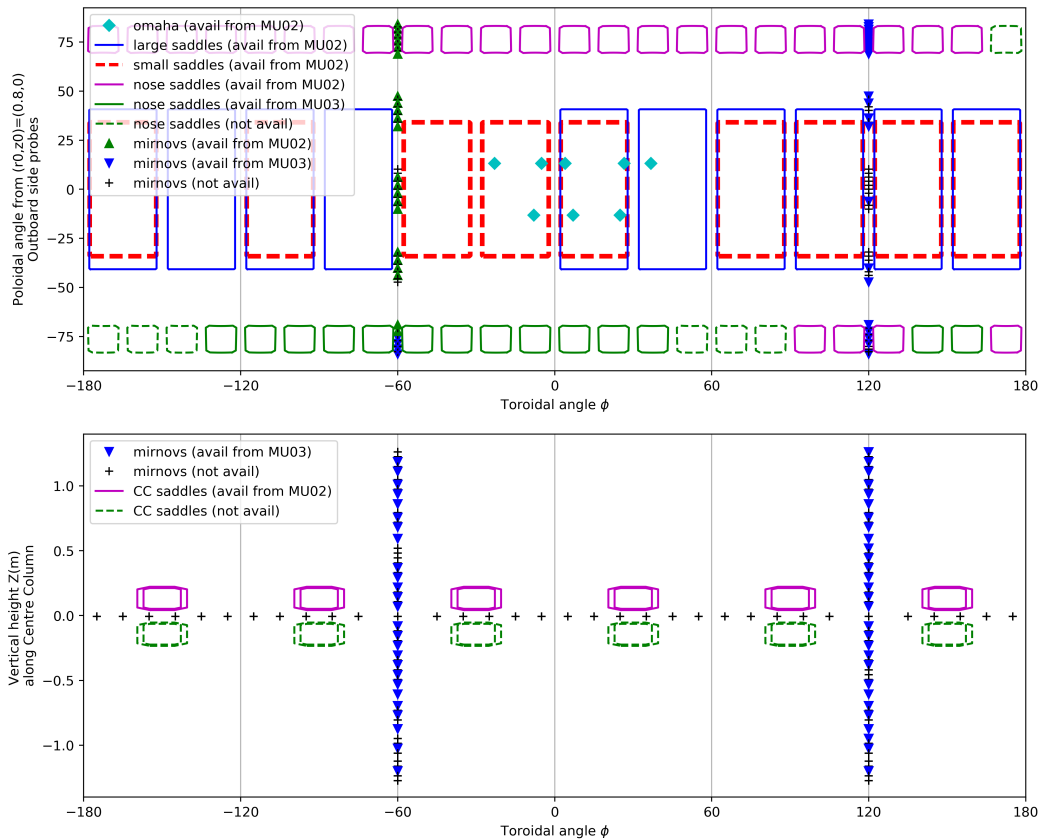 75
50
25
0
−25
−50
−75
Poloidal angle from (r0,z0)=(0.8,0)
Outboard side probes
omaha (avail from MU02)
large saddles (avail from MU02)
small saddles (avail from MU02)
nose saddles (avail from MU02)
nose saddles (avail from MU03)
nose saddles (not avail)
mirnovs (avail from MU02)
mirnovs (avail from MU03)
mirnovs (not avail)
−180 −120 −60 0 60 120 180
Toroidal angle ϕ
1.0
0.5
0.0
−0.5
−1.0
Vertical height Z(m)
along Centre Column
mirnovs (avail from MU03)
mirnovs (not avail)
CC saddles (avail from MU02)
CC saddles (not avail)
−180 −120 −60 0 60 120 180
Toroidal angle ϕ